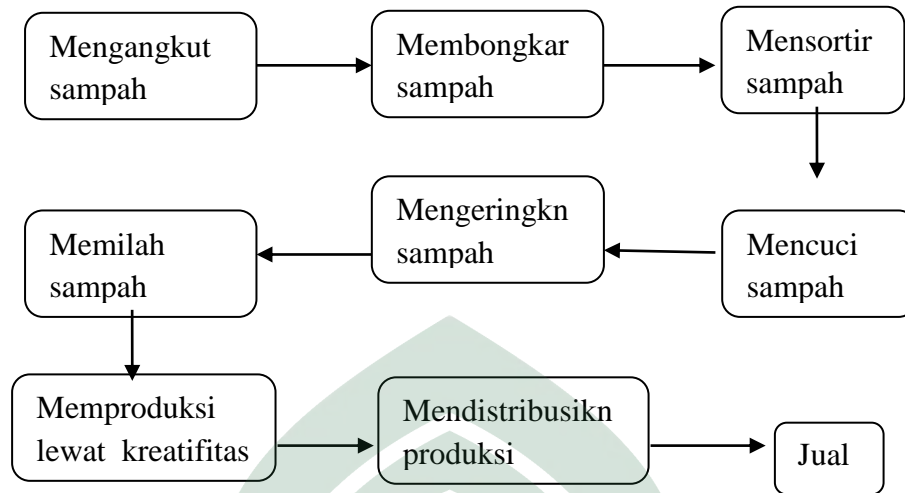 Mengangkut
sampah
Membongkar
sampah
Mensortir
sampah
Mencuci
sampah
Mengeringkn
sampah
Memilah
sampah
Memproduksi
lewat kreatifitas
Mendistribusikn
produksi
Jual